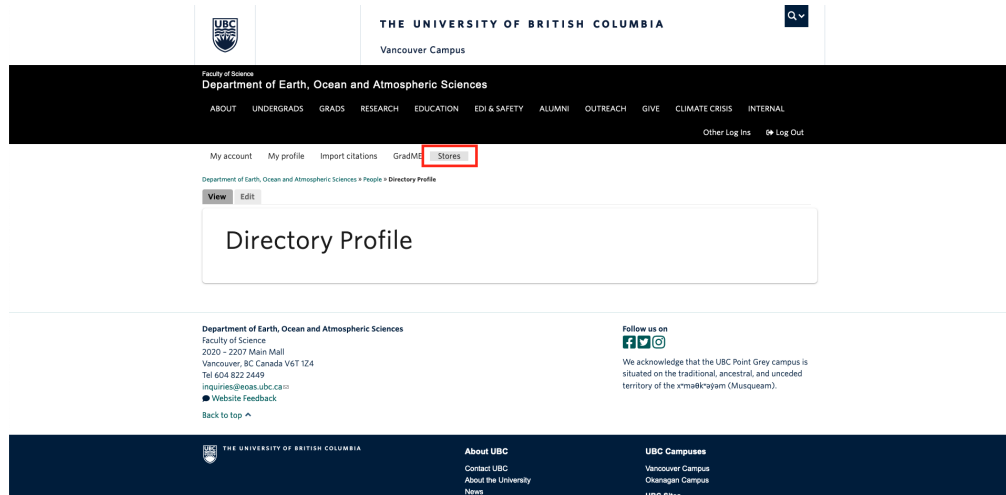 UBC
THE UNIVERSITY OF BRITISH COLUMBIA
Vancouver Campus
Faculty of Science
Department of Earth, Ocean and Atmospheric Sciences
ABOUT UNDERGRADS GRADS RESEARCH EDUCATION EDI & SAFETY ALUMNI OUTREACH GIVE CLIMATE CRISIS INTERNAL
Other Log Ins Log Out
My account My profile Import citations GradME Stores
Department of Earth, Ocean and Atmospheric Sciences » People » Directory Profile
View Edit
Directory Profile
Department of Earth, Ocean and Atmospheric Sciences
Faculty of Science
2020 – 2207 Main Mall
Vancouver, BC Canada V6T 1Z4
Tel 604 822 2449
inquiries@eoas.ubc.ca
Website Feedback
Back to top
Follow us on
We acknowledge that the UBC Point Grey campus is
situated on the traditional, ancestral, and unceded
territory of the xʷməθkʷəy̓əm (Musqueam).
UBC
THE UNIVERSITY OF BRITISH COLUMBIA
About UBC
Contact UBC
About the University
News
UBC Campuses
Vancouver Campus
Okanagan Campus
UBC Sites